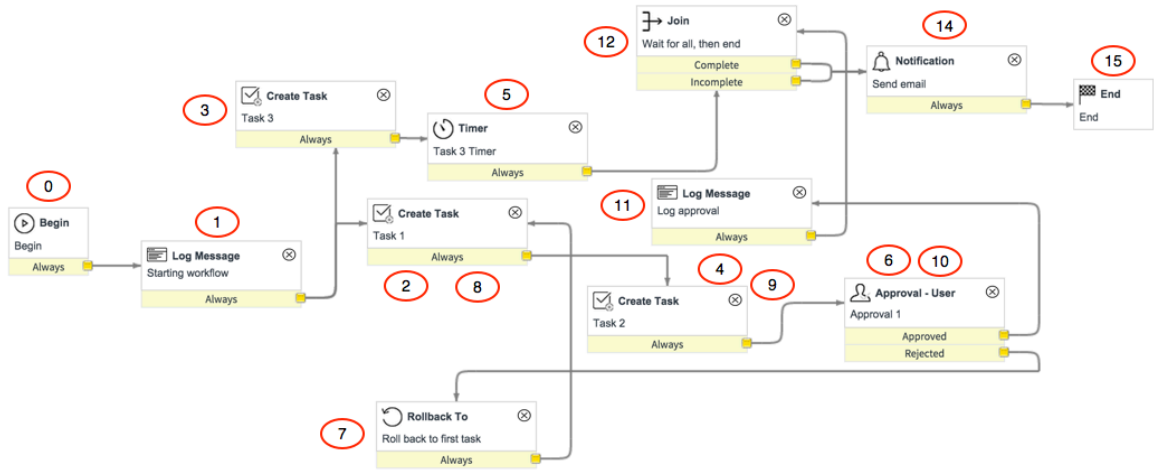 0
Begin
Begin
Always
1
Log Message
Starting workflow
Always
3
Create Task
Task 3
Always
5
Timer
Task 3 Timer
Always
Create Task
Task 1
Always
2
8
12
Join
Wait for all, then end
Complete
Incomplete
14
Notification
Send email
Always
15
End
End
11
Log Message
Log approval
Always
4
9
Create Task
Task 2
Always
6
10
Approval - User
Approval 1
Approved
Rejected
7
Rollback To
Roll back to first task
Always